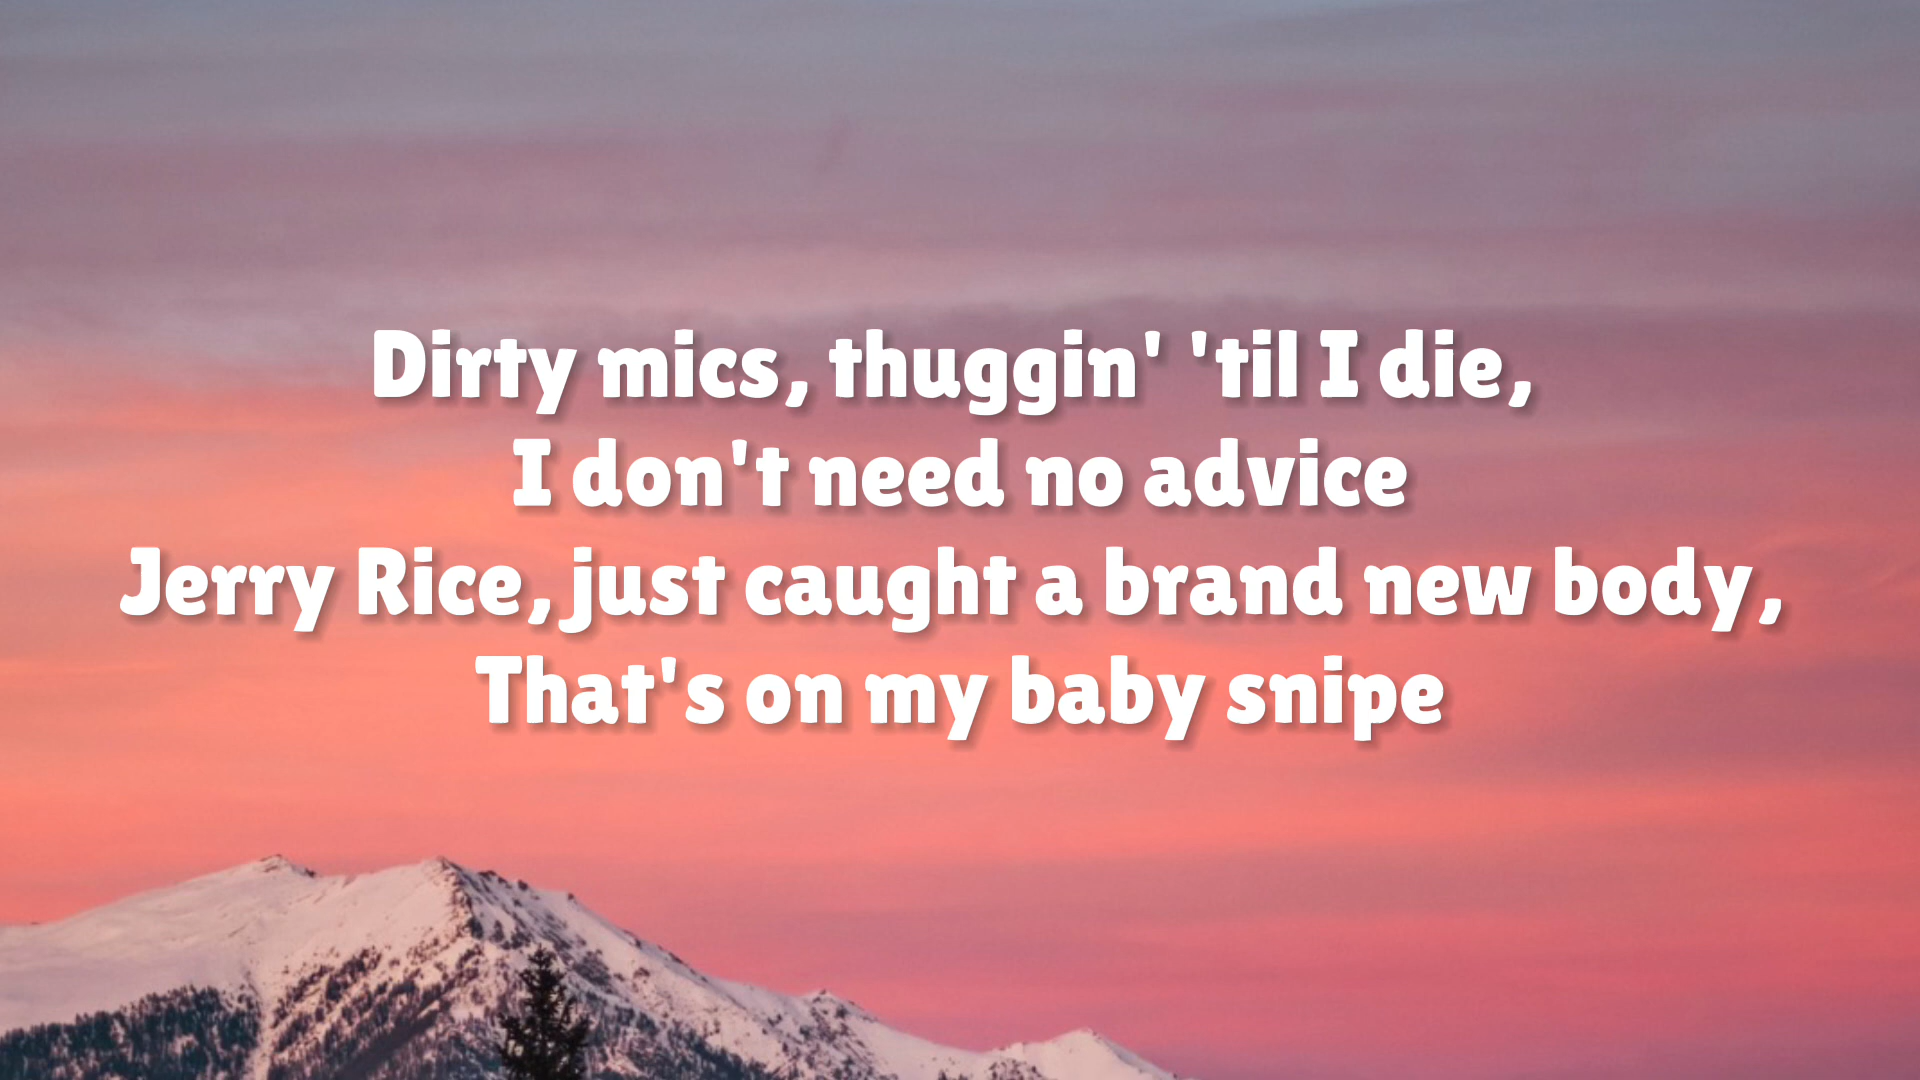 Dirty mics, thuggin' 'til I die,
I don't need no advice
Jerry Rice, just caught a brand new body,
That's on my baby snipe